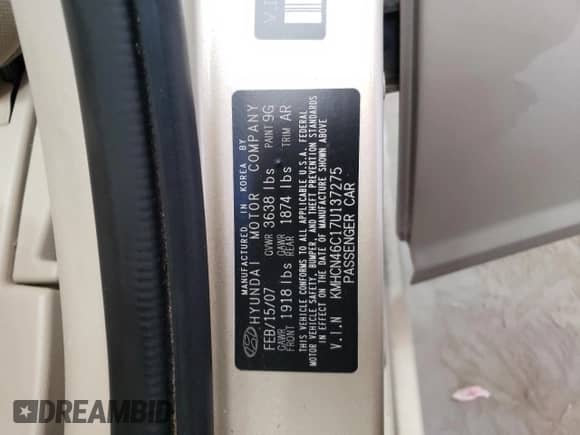 MANUFACTURED IN KOREA BY
HYUNDAI MOTOR COMPANY
FEB/15/07 GVWR 3638 lbs PAINT 9G
GAWR FRONT 1918 lbs GAWR REAR 1874 lbs TRIM AR
THIS VEHICLE CONFORMS TO ALL APPLICABLE U.S.A. FEDERAL
MOTOR VEHICLE SAFETY, BUMPER, AND THEFT PREVENTION STANDARDS
IN EFFECT ON THE DATE OF MANUFACTURE SHOWN ABOVE
V.I.N KMHCN46C17U137275
PASSENGER CAR
V.I
DREAMBID